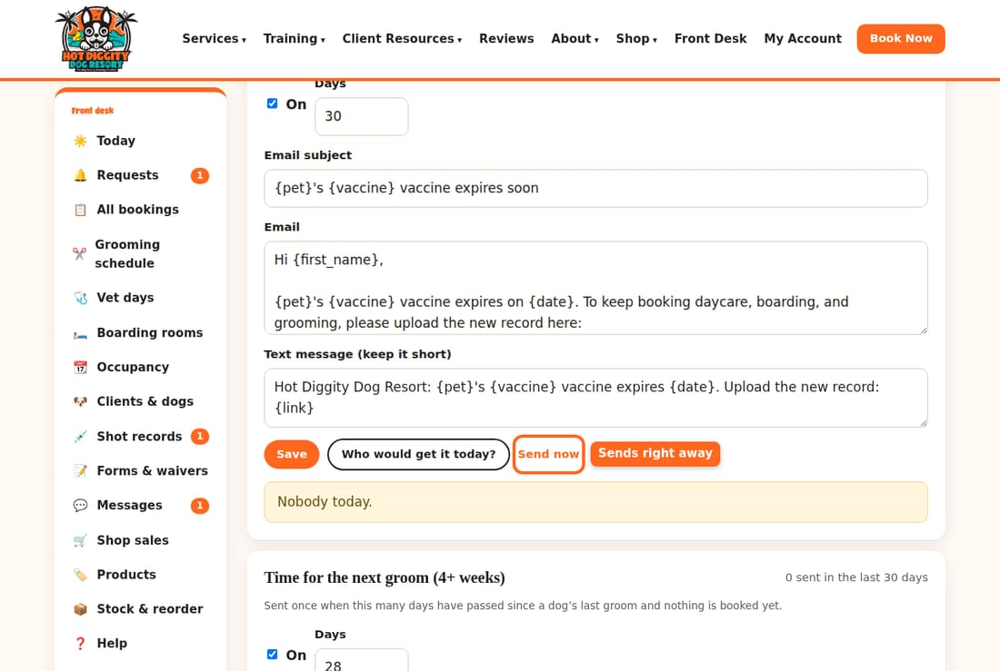 HOT DIGGITY
DOG RESORT
Services ▾
Training ▾
Client Resources ▾
Reviews
About ▾
Shop ▾
Front Desk
My Account
Book Now
Front desk
Today
Requests 1
All bookings
Grooming
schedule
Vet days
Boarding rooms
Occupancy
Clients & dogs
Shot records 1
Forms & waivers
Messages 1
Shop sales
Products
Stock & reorder
Help
Days
On
30
Email subject
{pet}'s {vaccine} vaccine expires soon
Email
Hi {first_name},
{pet}'s {vaccine} vaccine expires on {date}. To keep booking daycare, boarding, and
grooming, please upload the new record here:
Text message (keep it short)
Hot Diggity Dog Resort: {pet}'s {vaccine} vaccine expires {date}. Upload the new record:
{link}
Save
Who would get it today?
Send now
Sends right away
Nobody today.
Time for the next groom (4+ weeks)
0 sent in the last 30 days
Sent once when this many days have passed since a dog’s last groom and nothing is booked yet.
Days
On
28